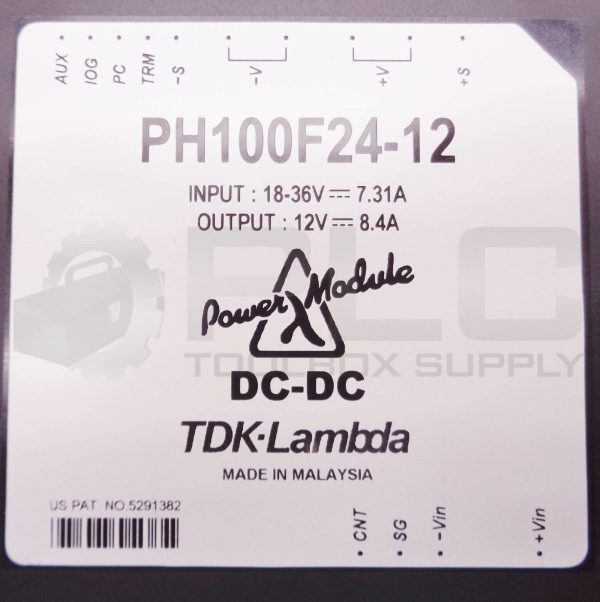 AUX IOG PC TRM -S -V +V +S
PH100F24-12
INPUT : 18-36V⎓ 7.31A
OUTPUT : 12V⎓ 8.4A
Power λ Module
PLC
TOOLBOX SUPPLY
DC-DC
TDK·Lambda
MADE IN MALAYSIA
US PAT. NO.5291382
CNT SG -Vin +Vin